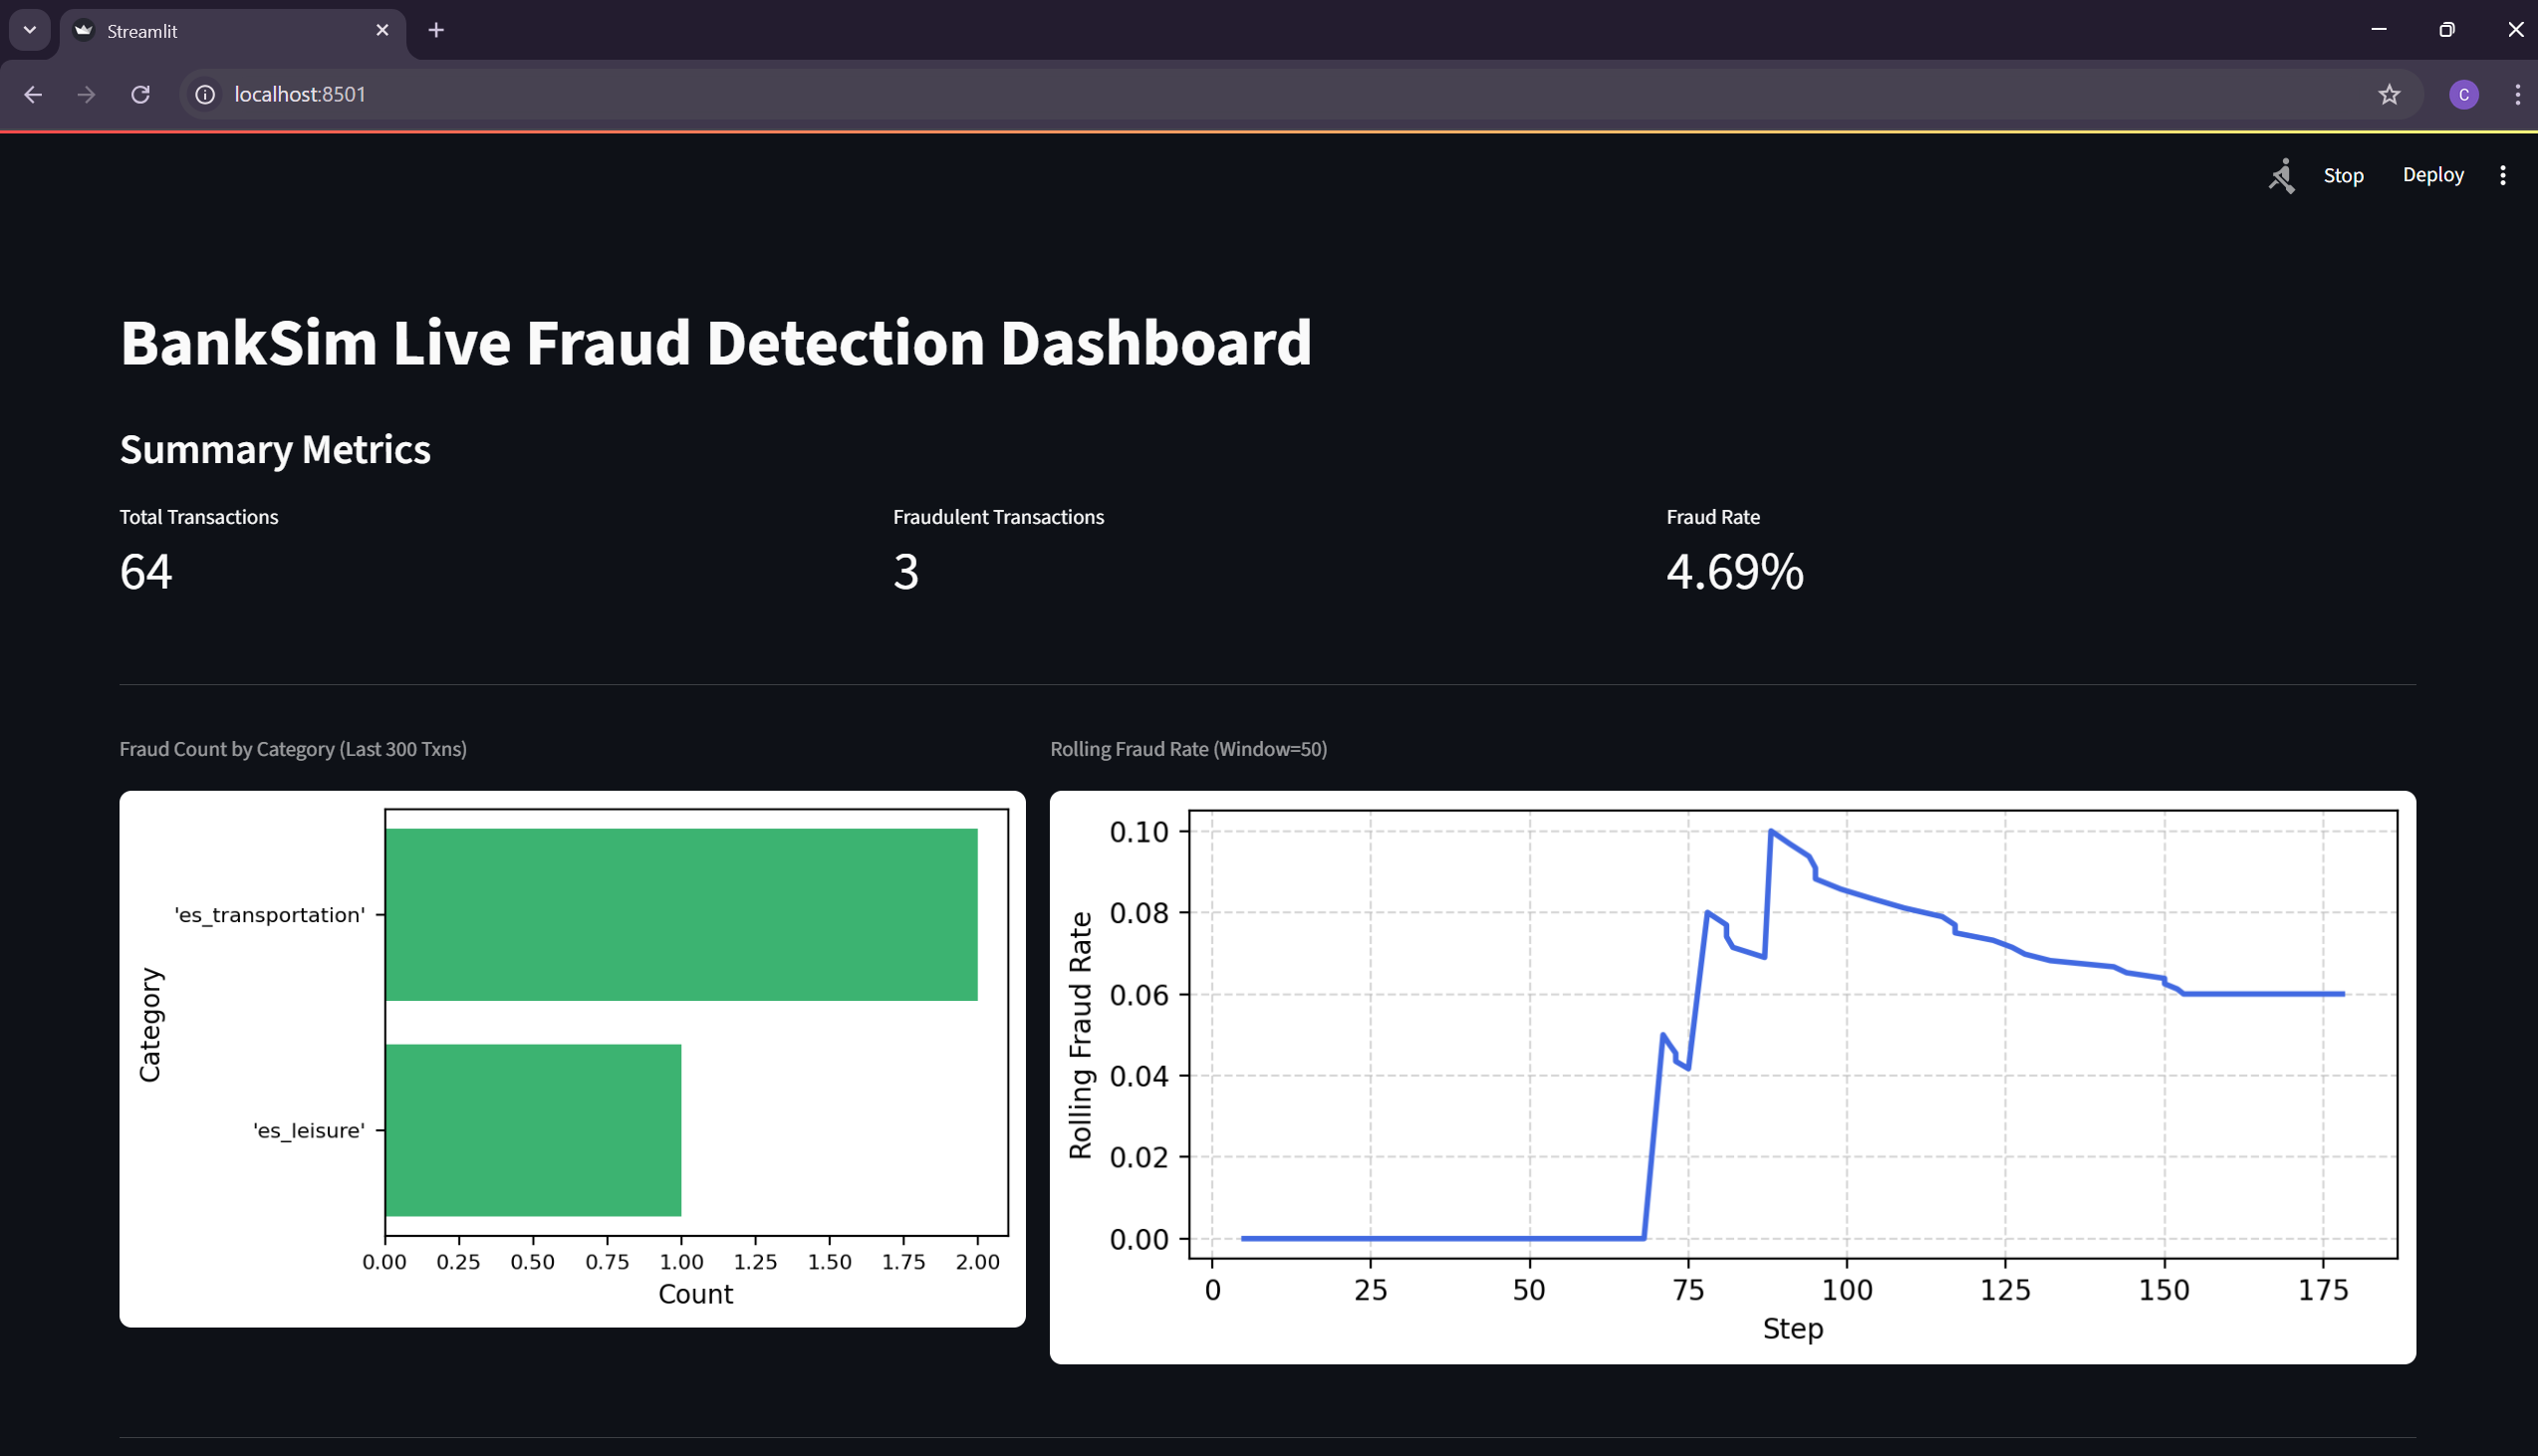 Streamlit
localhost:8501
C
Stop
Deploy
BankSim Live Fraud Detection Dashboard
Summary Metrics
Total Transactions
64
Fraudulent Transactions
3
Fraud Rate
4.69%
Fraud Count by Category (Last 300 Txns)
Category
'es_transportation'
'es_leisure'
0.00 0.25 0.50 0.75 1.00 1.25 1.50 1.75 2.00
Count
Rolling Fraud Rate (Window=50)
Rolling Fraud Rate
0.10
0.08
0.06
0.04
0.02
0.00
0 25 50 75 100 125 150 175
Step